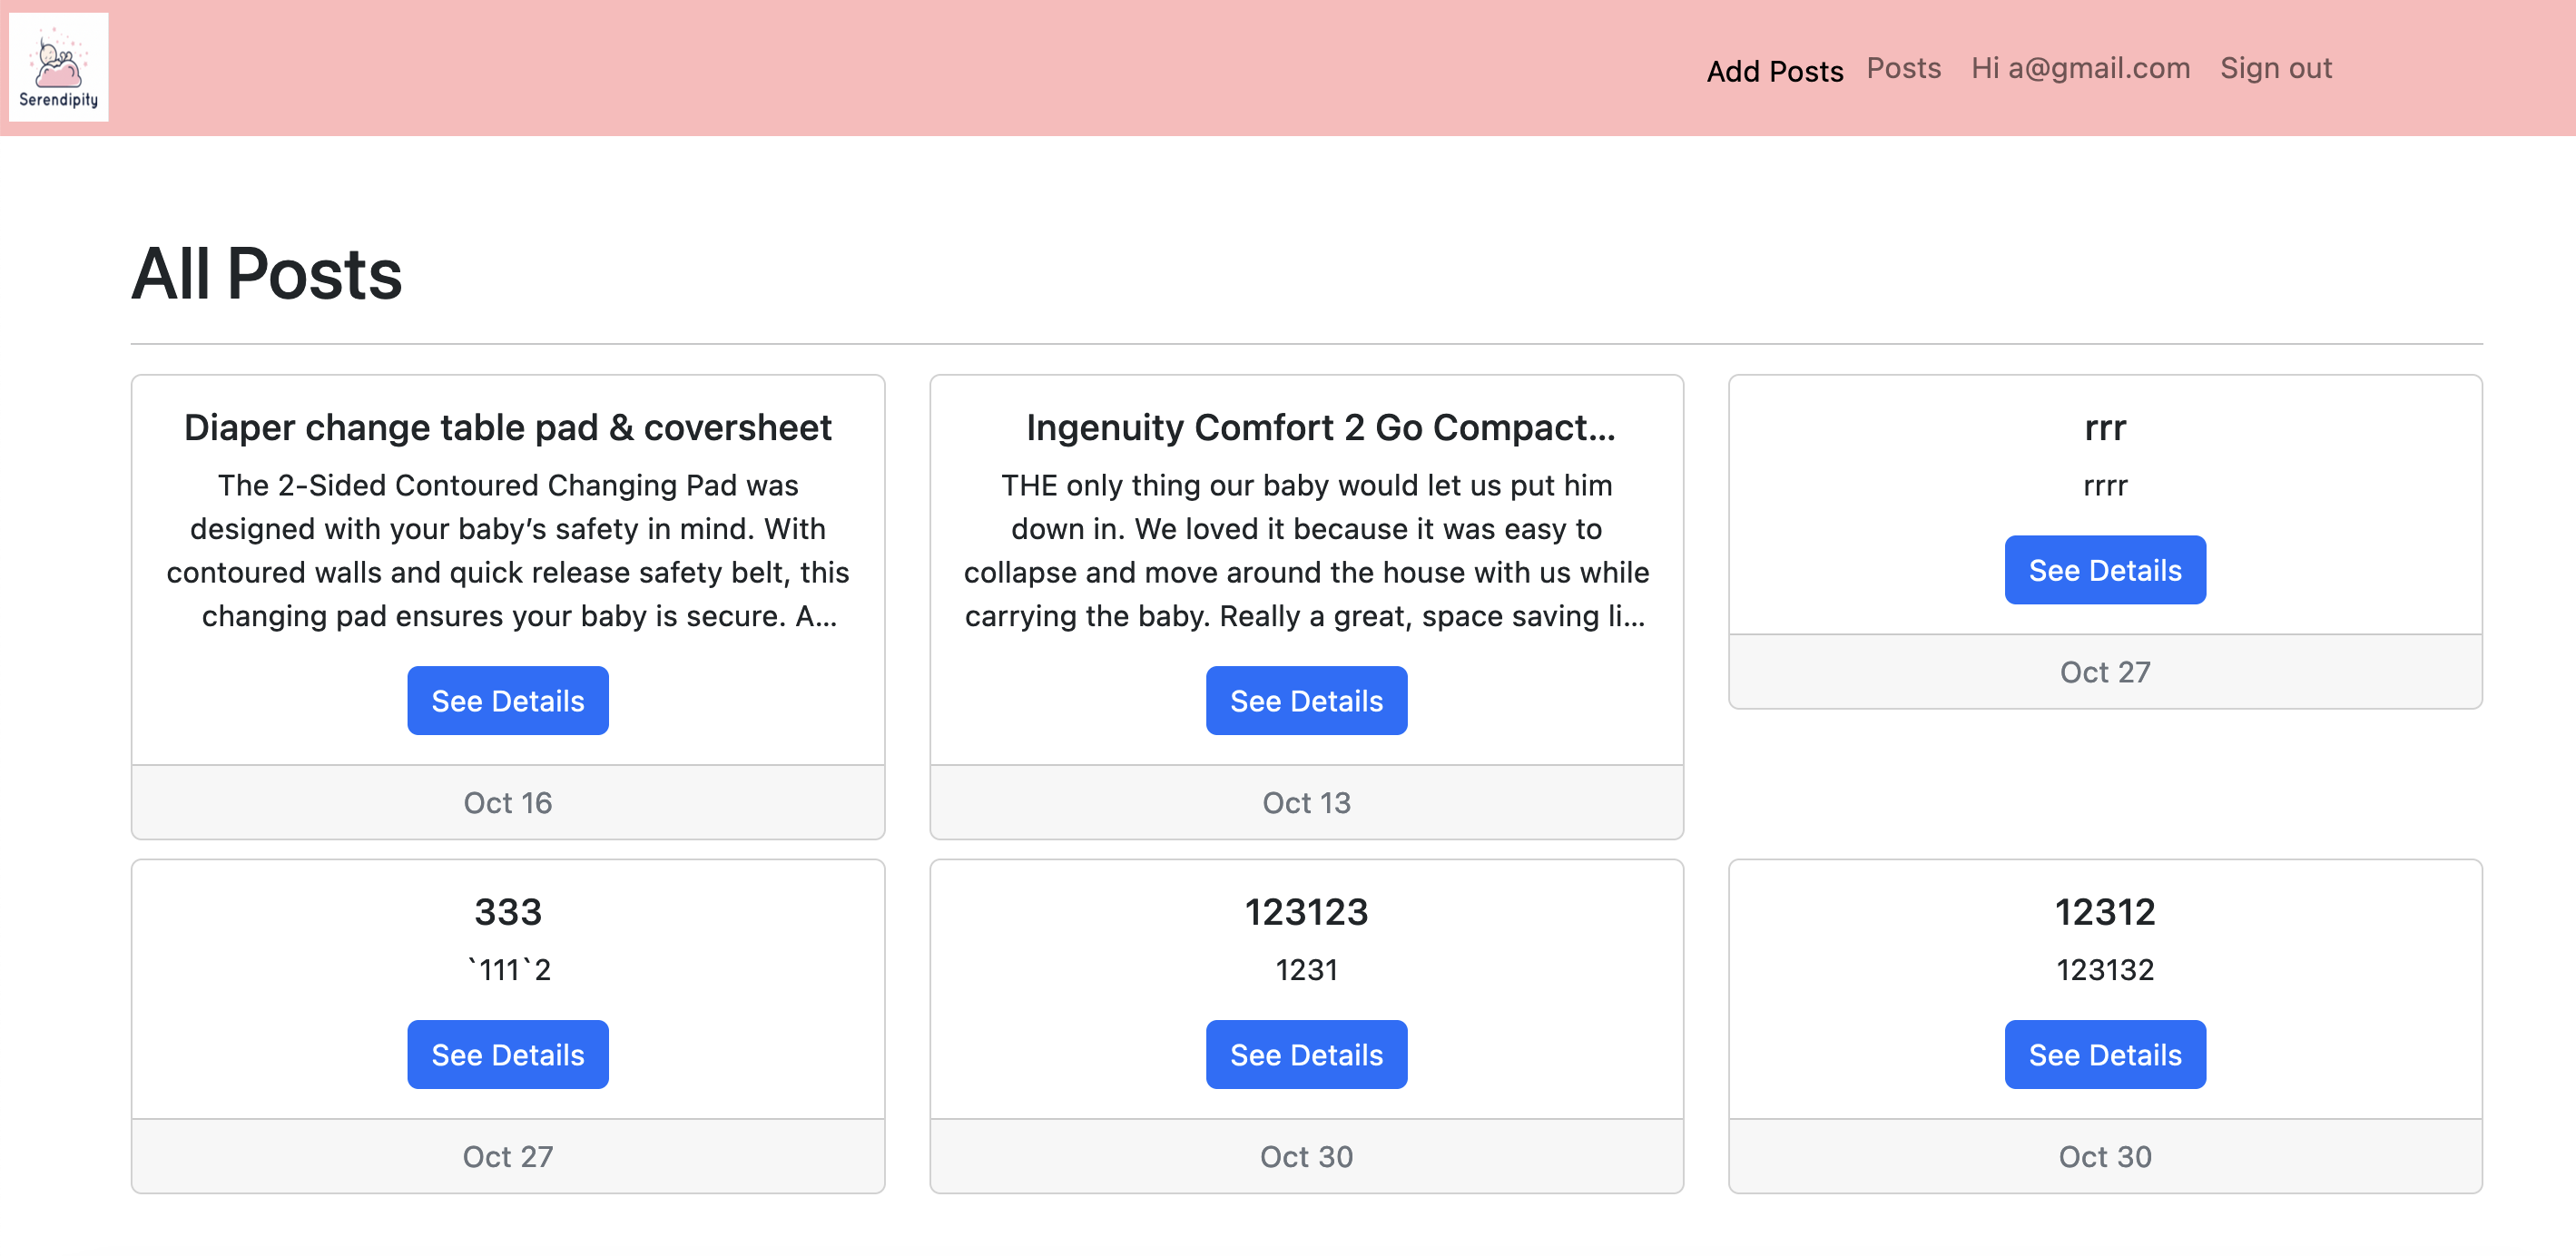 Serendipity
Add Posts Posts Hi a@gmail.com Sign out
All Posts
Diaper change table pad & coversheet
The 2-Sided Contoured Changing Pad was
designed with your baby’s safety in mind. With
contoured walls and quick release safety belt, this
changing pad ensures your baby is secure. A...
See Details
Oct 16
Ingenuity Comfort 2 Go Compact...
THE only thing our baby would let us put him
down in. We loved it because it was easy to
collapse and move around the house with us while
carrying the baby. Really a great, space saving li...
See Details
Oct 13
rrr
rrrr
See Details
Oct 27
333
`111`2
See Details
Oct 27
123123
1231
See Details
Oct 30
12312
123132
See Details
Oct 30